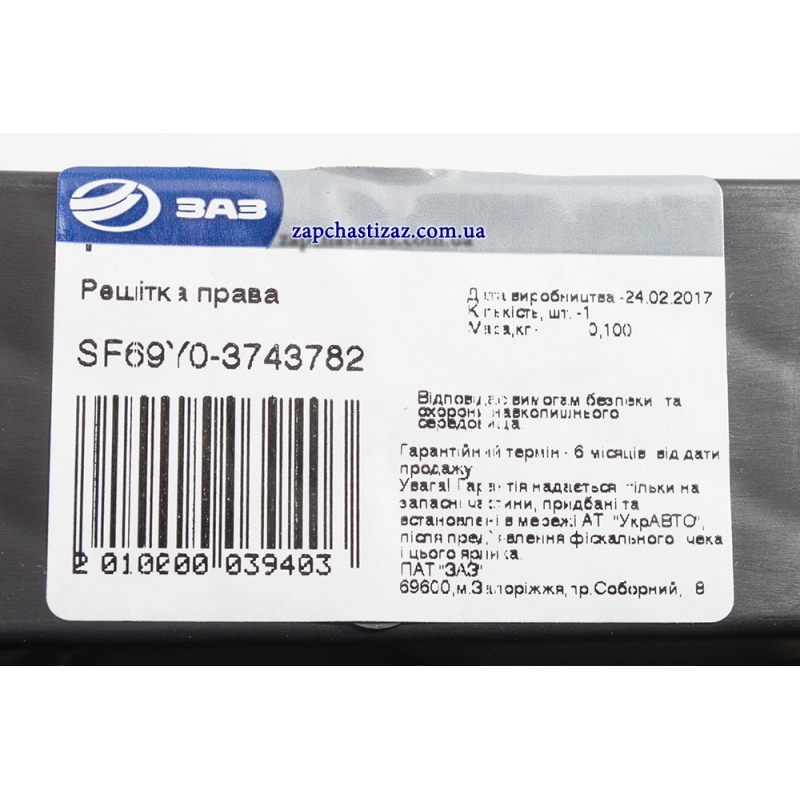 ЗАЗ
zapchastizaz.com.ua
Решітка права
Дата виробництва -24.02.2017
Кількість, шт. -1
Маса,кг - 0,100
SF69Y0-3743782
Відповідає вимогам безпеки та
охорони навколишнього
середовища.
Гарантійний термін - 6 місяців від дати
продажу
Увага! Гарантія надається тільки на
запасні частини, придбані та
встановлені в мережі АТ "УкрАВТО",
після пред'явлення фіскального чека
і цього ярлика.
ПАТ "ЗАЗ"
69600,м.Запоріжжя,пр.Соборний, 8
2 010000 039403